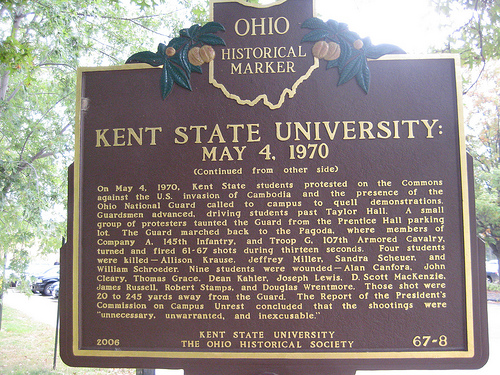 OHIO
HISTORICAL
MARKER
KENT STATE UNIVERSITY:
MAY 4, 1970
(Continued from other side)
On May 4, 1970, Kent State students protested on the Commons
against the U.S. invasion of Cambodia and the presence of the
Ohio National Guard called to campus to quell demonstrations.
Guardsmen advanced, driving students past Taylor Hall. A small
group of protesters taunted the Guard from the Prentice Hall parking
lot. The Guard marched back to the Pagoda, where members of
Company A, 145th Infantry, and Troop G, 107th Armored Cavalry,
turned and fired 61-67 shots during thirteen seconds. Four students
were killed—Allison Krause, Jeffrey Miller, Sandra Scheuer, and
William Schroeder. Nine students were wounded—Alan Canfora, John
Cleary, Thomas Grace, Dean Kahler, Joseph Lewis, D. Scott MacKenzie,
James Russell, Robert Stamps, and Douglas Wrentmore. Those shot were
20 to 245 yards away from the Guard. The Report of the President's
Commission on Campus Unrest concluded that the shootings were
"unnecessary, unwarranted, and inexcusable."
KENT STATE UNIVERSITY
2006 THE OHIO HISTORICAL SOCIETY 67-8